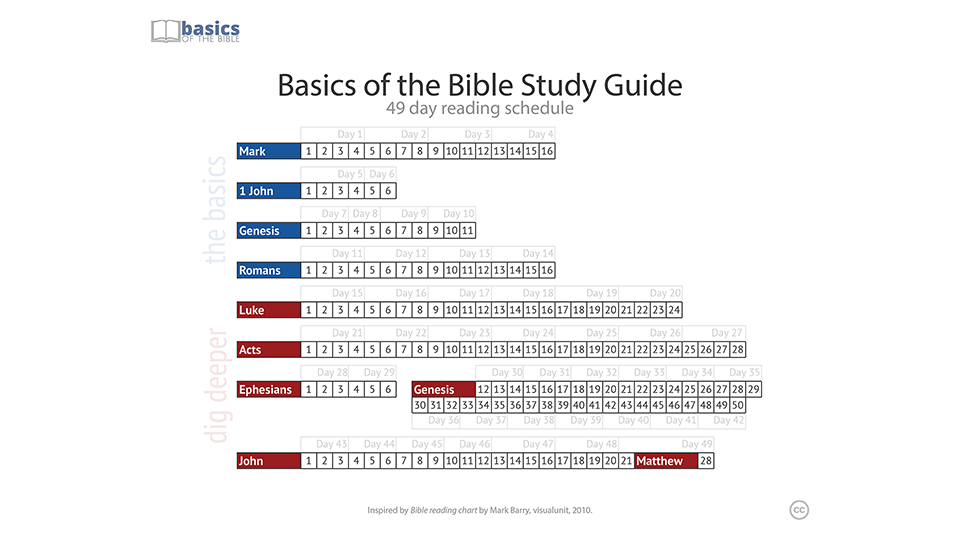 basics
OF THE BIBLE
Basics of the Bible Study Guide
49 day reading schedule
the basics
Day 1 Day 2 Day 3 Day 4
Mark 1 2 3 4 5 6 7 8 9 10 11 12 13 14 15 16
Day 5 Day 6
1 John 1 2 3 4 5 6
Day 7 Day 8 Day 9 Day 10
Genesis 1 2 3 4 5 6 7 8 9 10 11
Day 11 Day 12 Day 13 Day 14
Romans 1 2 3 4 5 6 7 8 9 10 11 12 13 14 15 16
dig deeper
Day 15 Day 16 Day 17 Day 18 Day 19 Day 20
Luke 1 2 3 4 5 6 7 8 9 10 11 12 13 14 15 16 17 18 19 20 21 22 23 24
Day 21 Day 22 Day 23 Day 24 Day 25 Day 26 Day 27
Acts 1 2 3 4 5 6 7 8 9 10 11 12 13 14 15 16 17 18 19 20 21 22 23 24 25 26 27 28
Day 28 Day 29 Day 30 Day 31 Day 32 Day 33 Day 34 Day 35
Ephesians 1 2 3 4 5 6 Genesis 12 13 14 15 16 17 18 19 20 21 22 23 24 25 26 27 28 29
30 31 32 33 34 35 36 37 38 39 40 41 42 43 44 45 46 47 48 49 50
Day 36 Day 37 Day 38 Day 39 Day 40 Day 41 Day 42
Day 43 Day 44 Day 45 Day 46 Day 47 Day 48 Day 49
John 1 2 3 4 5 6 7 8 9 10 11 12 13 14 15 16 17 18 19 20 21 Matthew 28
Inspired by Bible reading chart by Mark Barry, visualunit, 2010.
cc